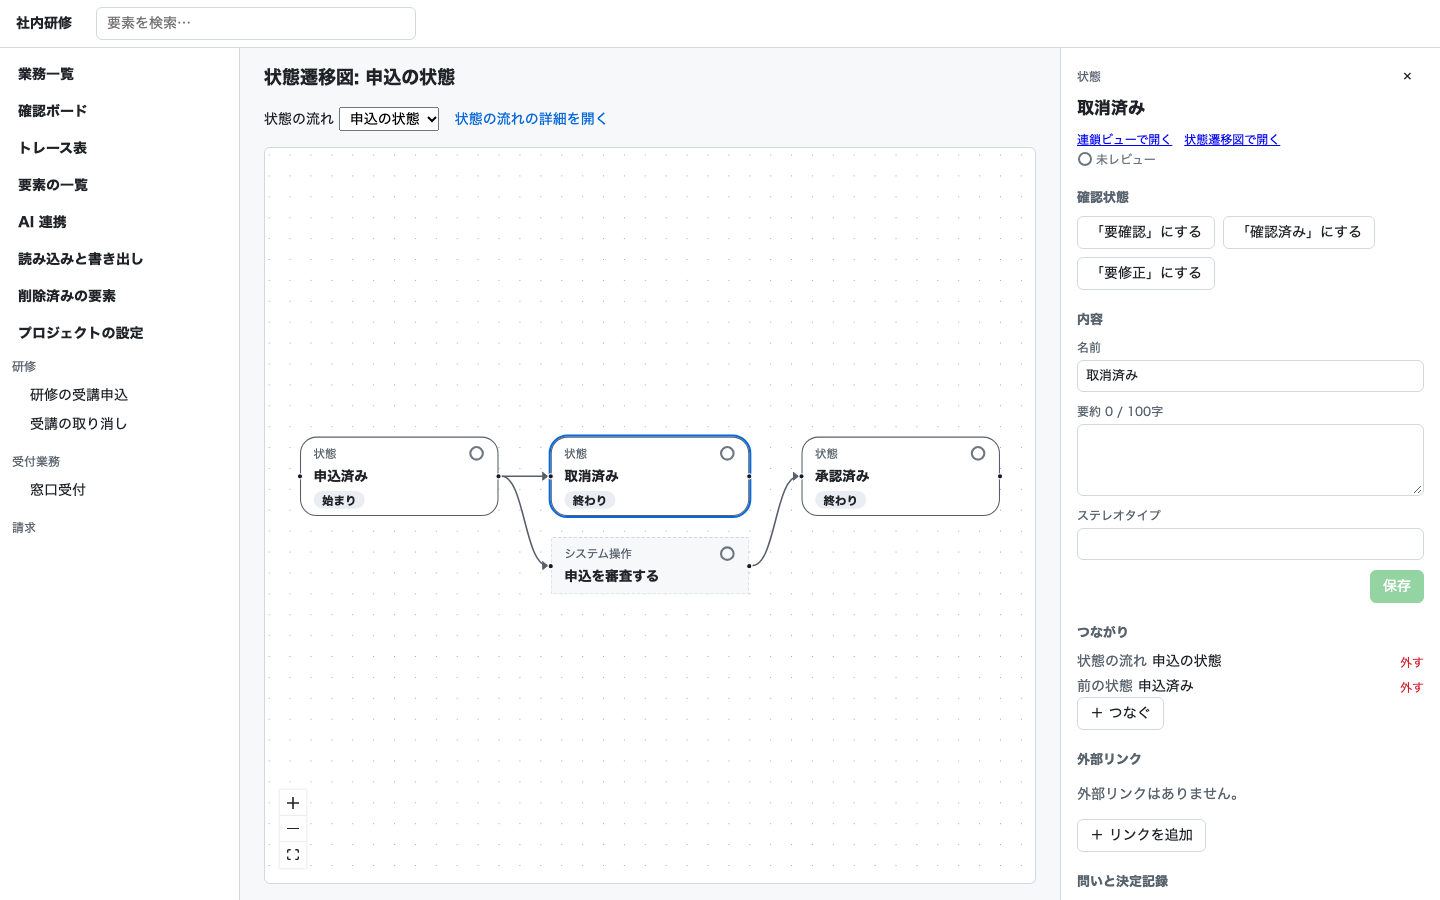 社内研修
要素を検索…
業務一覧
確認ボード
トレース表
要素の一覧
AI 連携
読み込みと書き出し
削除済みの要素
プロジェクトの設定
研修
研修の受講申込
受講の取り消し
受付業務
窓口受付
請求
状態遷移図: 申込の状態
状態の流れ 申込の状態 状態の流れの詳細を開く
状態
申込済み
始まり
状態
取消済み
終わり
状態
承認済み
終わり
システム操作
申込を審査する
状態 ×
取消済み
連鎖ビューで開く 状態遷移図で開く
未レビュー
確認状態
「要確認」にする 「確認済み」にする
「要修正」にする
内容
名前
取消済み
要約 0 / 100字
ステレオタイプ
保存
つながり
状態の流れ 申込の状態 外す
前の状態 申込済み 外す
＋ つなぐ
外部リンク
外部リンクはありません。
＋ リンクを追加
問いと決定記録